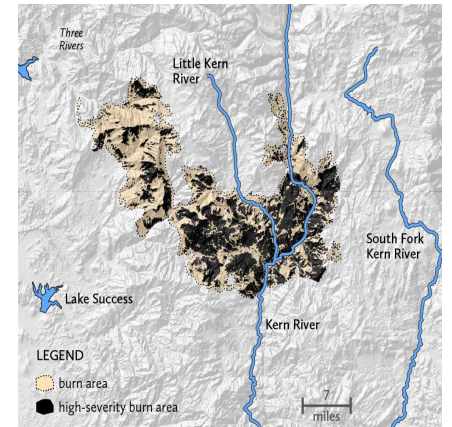 Three
Rivers
Little Kern
River
South Fork
Kern River
Lake Success
Kern River
LEGEND
burn area
high-severity burn area
7
miles